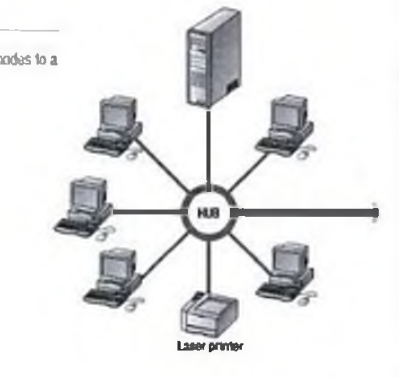 nodes to a
HUB
Laser printer